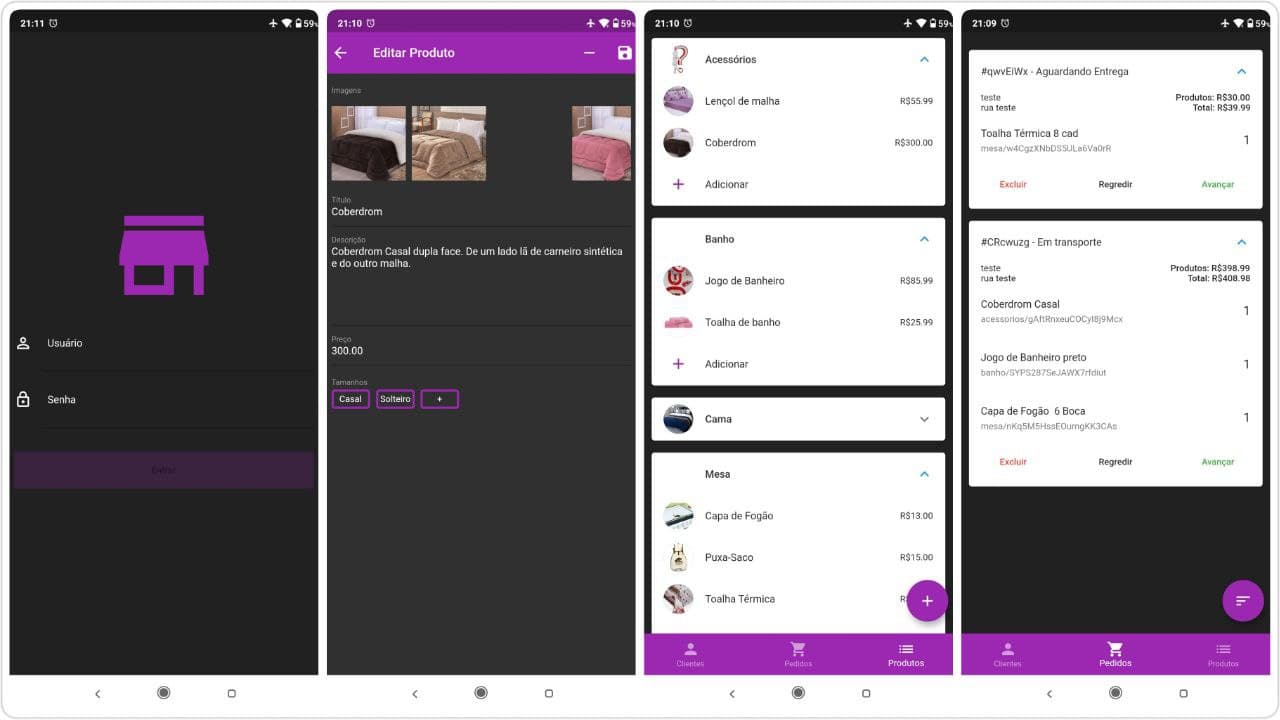 21:11
59%
Usuário
Senha
Entrar
21:10
59%
Editar Produto
Imagens
Título
Coberdrom
Descrição
Coberdrom Casal dupla face. De um lado lã de carneiro sintética
e do outro malha.
Preço
300.00
Tamanhos
Casal Solteiro +
21:10
59%
Acessórios
Lençol de malha R$55.99
Coberdrom R$300.00
+ Adicionar
Banho
Jogo de Banheiro R$85.99
Toalha de banho R$25.99
+ Adicionar
Cama
Mesa
Capa de Fogão R$13.00
Puxa-Saco R$15.00
Toalha Térmica
+
Clientes Pedidos Produtos
21:09
59%
#qwvEiWx - Aguardando Entrega
teste Produtos: R$30.00
rua teste Total: R$39.99
Toalha Térmica 8 cad 1
mesa/w4CgzXNbDS5ULa6Va0rR
Excluir Regredir Avançar
#CRcwuzg - Em transporte
teste Produtos: R$398.99
rua teste Total: R$408.98
Coberdrom Casal 1
acessorios/gAftRnxeuCOCyI8j9Mcx
Jogo de Banheiro preto 1
banho/SYPS287SeJAWX7rfdiut
Capa de Fogão 6 Boca 1
mesa/nKq5M5HssEOumgKK3CAs
Excluir Regredir Avançar
Clientes Pedidos Produtos